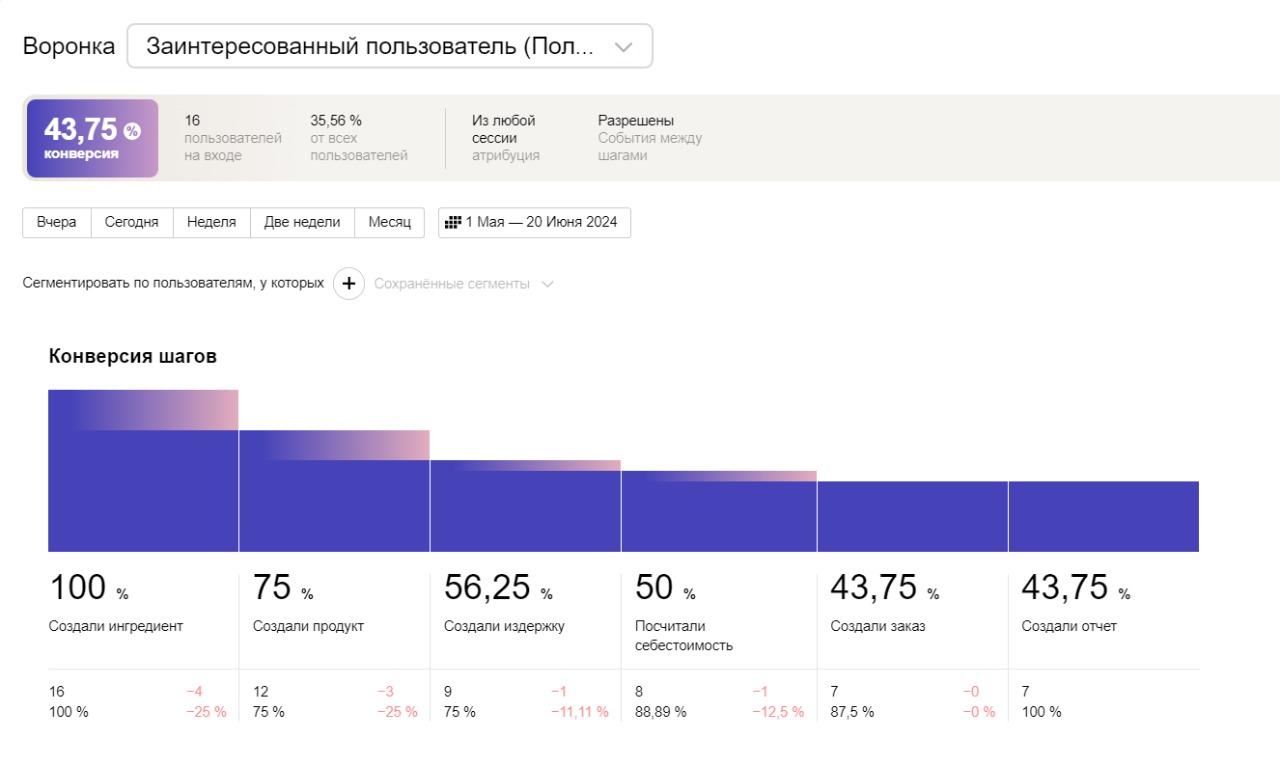 Воронка Заинтересованный пользователь (Пол...
43,75 %
конверсия
16
пользователей
на входе
35,56 %
от всех
пользователей
Из любой
сессии
атрибуция
Разрешены
События между
шагами
Вчера Сегодня Неделя Две недели Месяц 1 Мая — 20 Июня 2024
Сегментировать по пользователям, у которых + Сохранённые сегменты
Конверсия шагов
100 % 75 % 56,25 % 50 % 43,75 % 43,75 %
Создали ингредиент Создали продукт Создали издержку Посчитали себестоимость Создали заказ Создали отчет
16 −4 12 −3 9 −1 8 −1 7 −0 7
100 % −25 % 75 % −25 % 75 % −11,11 % 88,89 % −12,5 % 87,5 % −0 % 100 %